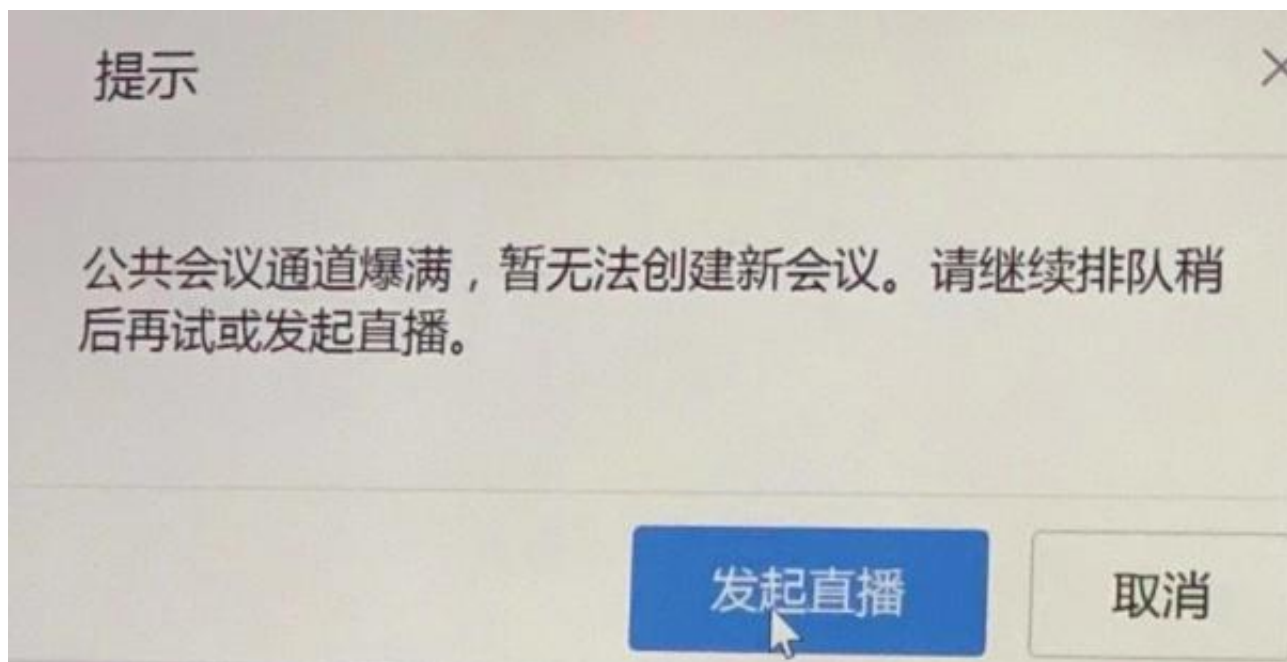 提示
公共会议通道爆满，暂无法创建新会议。请继续排队稍
后再试或发起直播。
发起直播
取消